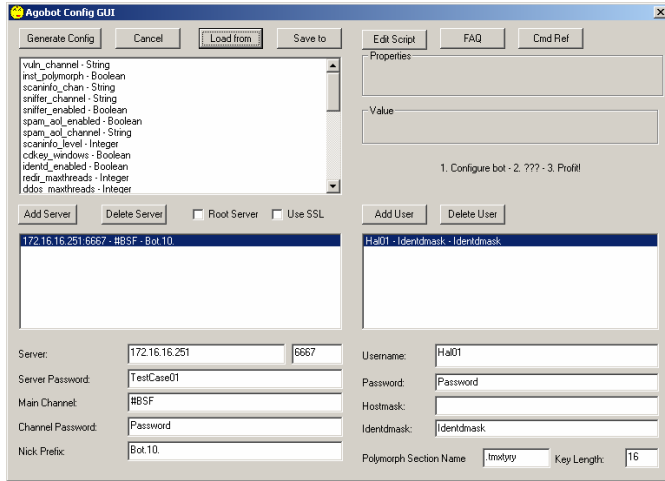 Agobot Config GUI
Generate Config
Cancel
Load from
Save to
Edit Script
FAQ
Cmd Ref
vuln_channel - String
inst_polymorph - Boolean
scaninfo_chan - String
sniffer_channel - String
sniffer_enabled - Boolean
spam_aol_enabled - Boolean
spam_aol_channel - String
scaninfo_level - Integer
cdkey_windows - Boolean
identd_enabled - Boolean
redir_maxthreads - Integer
ddos_maxthreads - Integer
Properties
Value
1. Configure bot - 2. ??? - 3. Profit!
Add Server
Delete Server
Root Server
Use SSL
Add User
Delete User
172.16.16.251:6667 - #BSF - Bot.10.
Hal01 - Identdmask - Identdmask
Server:
172.16.16.251
6667
Server Password:
TestCase01
Main Channel:
#BSF
Channel Password:
Password
Nick Prefix:
Bot.10.
Username:
Hal01
Password:
Password
Hostmask:
Identdmask:
Identdmask
Polymorph Section Name
Key Length:
16